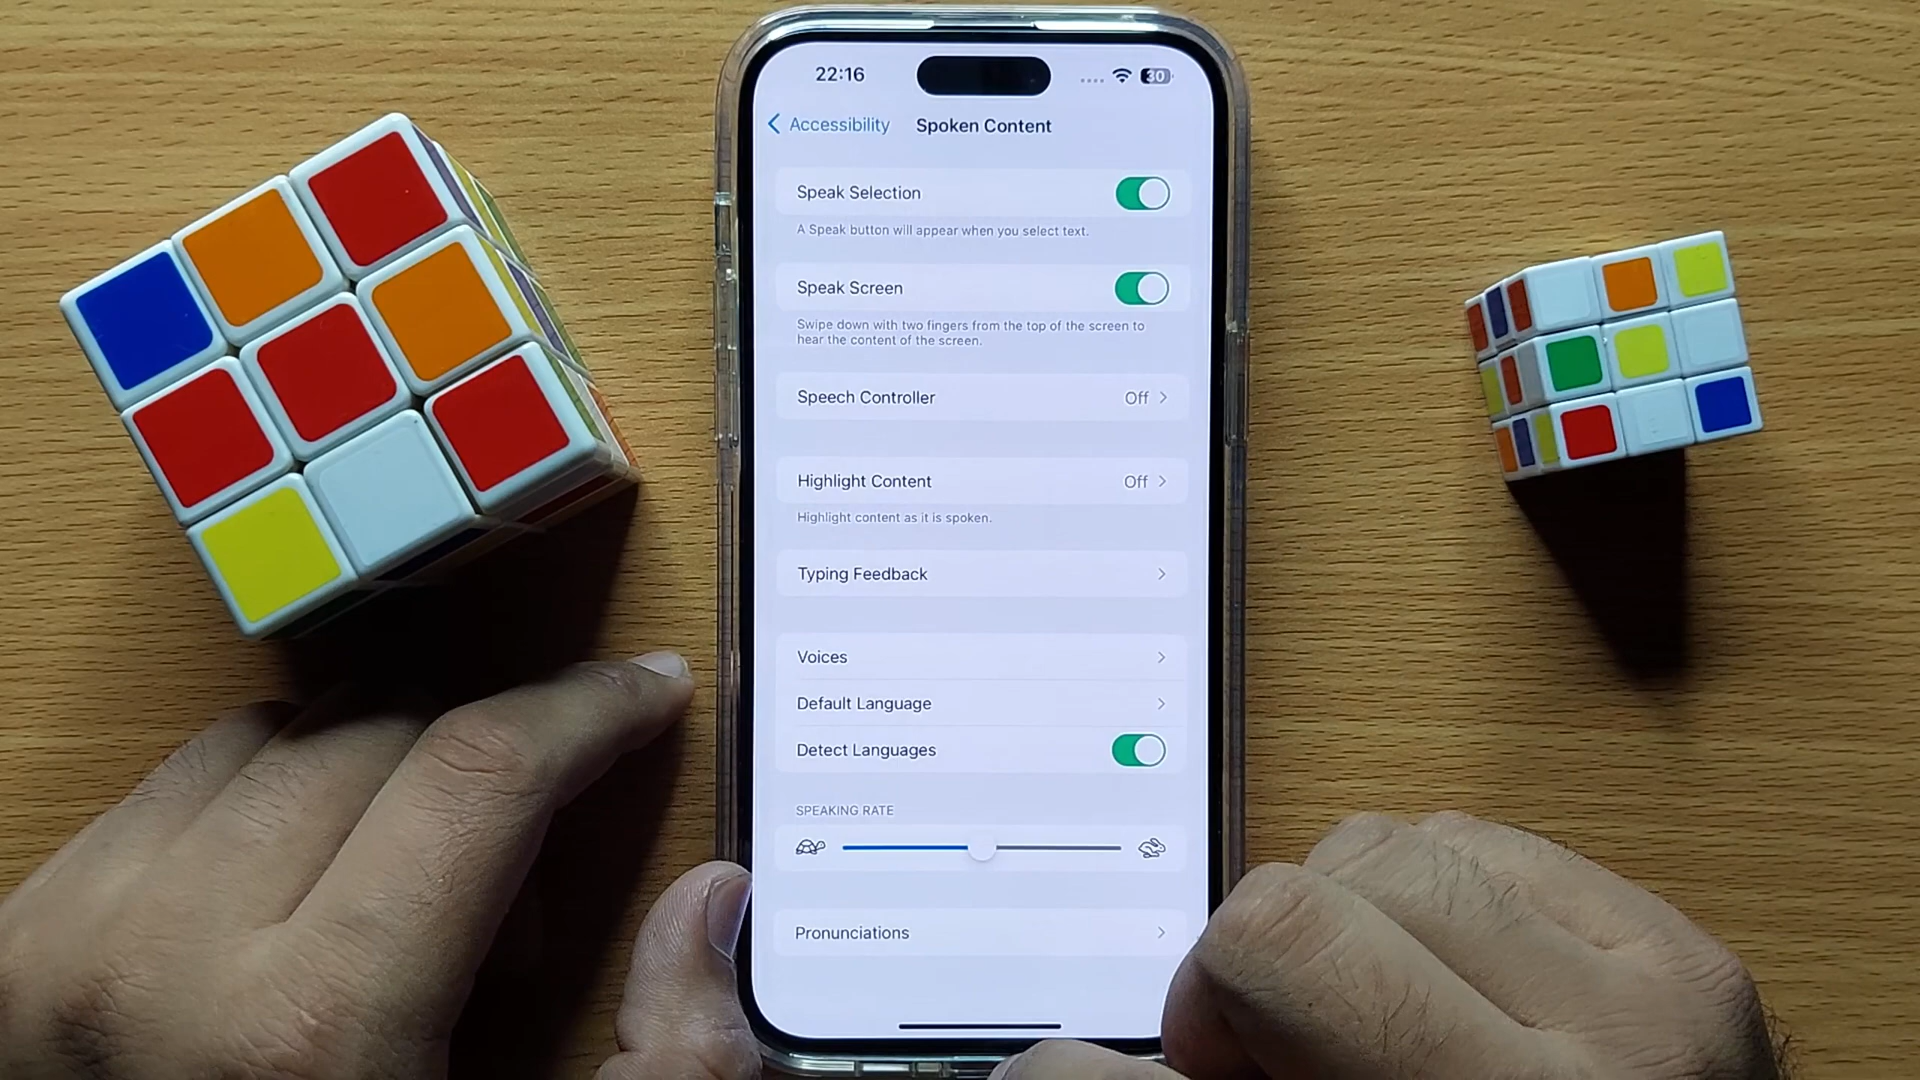 22:16
30
Accessibility
Spoken Content
Speak Selection
A Speak button will appear when you select text.
Speak Screen
Swipe down with two fingers from the top of the screen to
hear the content of the screen.
Speech Controller
Off
Highlight Content
Off
Highlight content as it is spoken.
Typing Feedback
Voices
Default Language
Detect Languages
SPEAKING RATE
Pronunciations